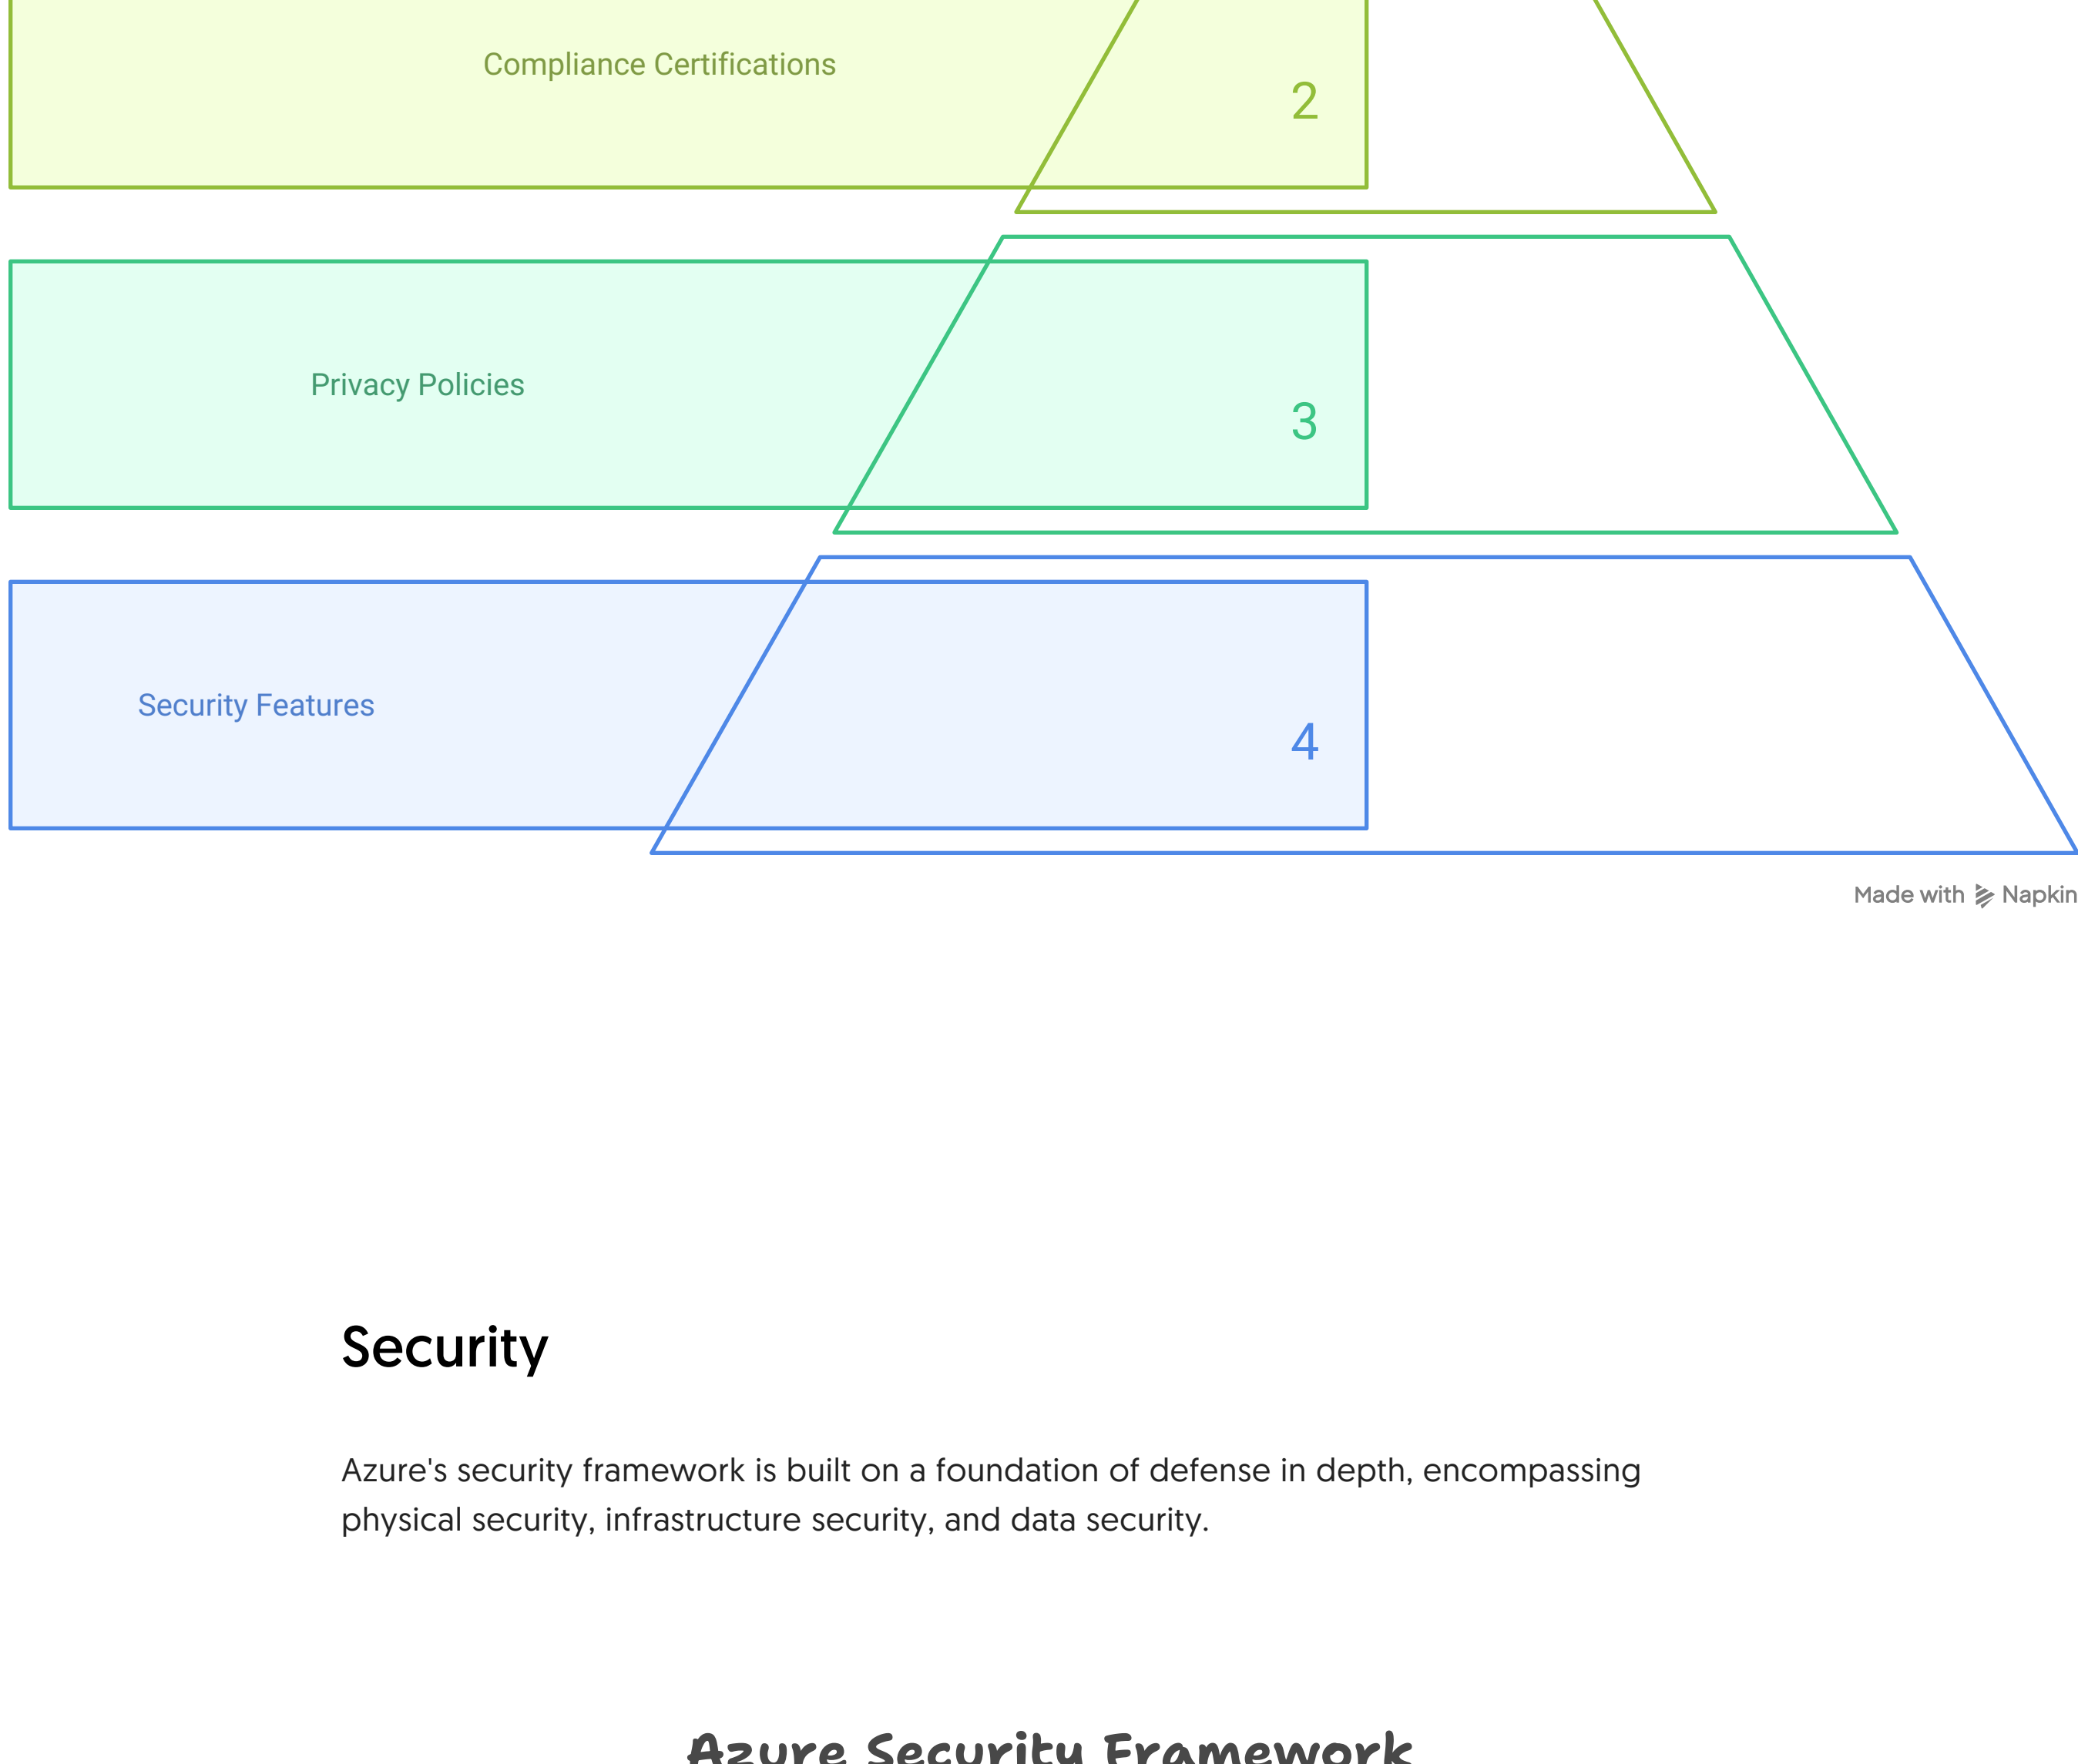 Compliance Certifications
2
Privacy Policies
3
Security Features
4
Made with Napkin
Security
Azure's security framework is built on a foundation of defense in depth, encompassing
physical security, infrastructure security, and data security.
Azure Security Framework